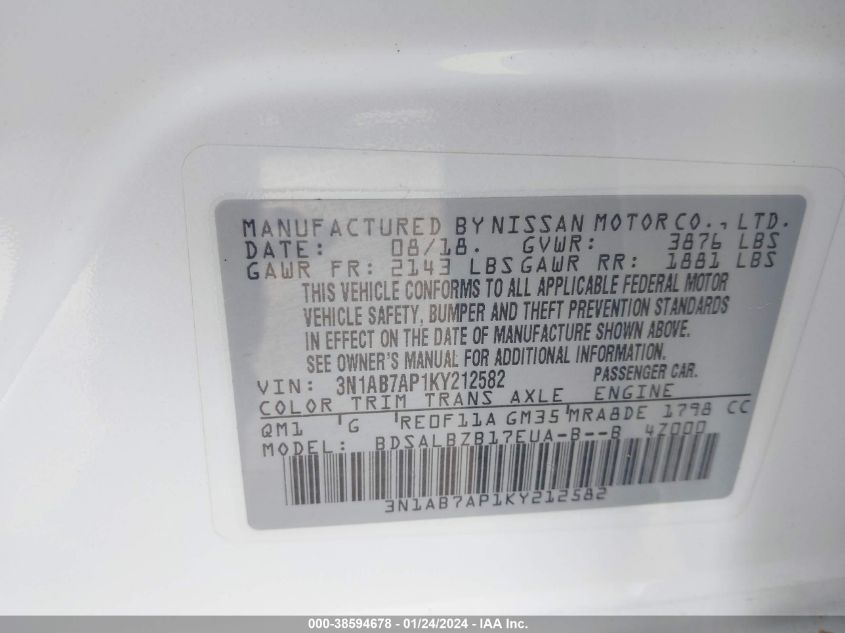 MANUFACTURED BY NISSAN MOTOR CO., LTD.
DATE: 08/18. GVWR: 3876 LBS
GAWR FR: 2143 LBS GAWR RR: 1881 LBS
THIS VEHICLE CONFORMS TO ALL APPLICABLE FEDERAL MOTOR
VEHICLE SAFETY, BUMPER AND THEFT PREVENTION STANDARDS
IN EFFECT ON THE DATE OF MANUFACTURE SHOWN ABOVE.
SEE OWNER'S MANUAL FOR ADDITIONAL INFORMATION.
VIN: 3N1AB7AP1KY212582 PASSENGER CAR.
COLOR TRIM TRANS AXLE ENGINE
QM1 G RE0F11A GM35 MRA8DE 1798 CC
MODEL: BDSALBZB17EUA-B--B 4Z000
3N1AB7AP1KY212582
000-38594678 - 01/24/2024 - IAA Inc.